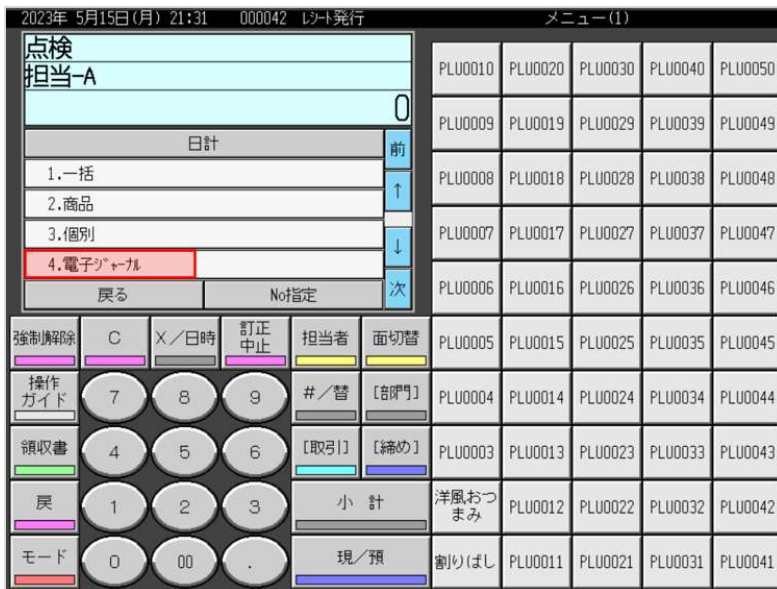 2023年 5月15日(月) 21:31 000042 ﾚｼｰﾄ発行 メニュー(1)
点検
担当-A
0
日計
前
1.一括
↑
2.商品
3.個別
↓
4.電子ｼﾞｬｰﾅﾙ
戻る No指定 次
PLU0010 PLU0020 PLU0030 PLU0040 PLU0050
PLU0009 PLU0019 PLU0029 PLU0039 PLU0049
PLU0008 PLU0018 PLU0028 PLU0038 PLU0048
PLU0007 PLU0017 PLU0027 PLU0037 PLU0047
PLU0006 PLU0016 PLU0026 PLU0036 PLU0046
強制解除 C X／日時 訂正
中止 担当者 面切替 PLU0005 PLU0015 PLU0025 PLU0035 PLU0045
操作
ガイド 7 8 9 #／替 [部門] PLU0004 PLU0014 PLU0024 PLU0034 PLU0044
領収書 4 5 6 [取引] [締め] PLU0003 PLU0013 PLU0023 PLU0033 PLU0043
戻 1 2 3 小 計 洋風おつ
まみ PLU0012 PLU0022 PLU0032 PLU0042
モード 0 00 . 現／預 割りばし PLU0011 PLU0021 PLU0031 PLU0041